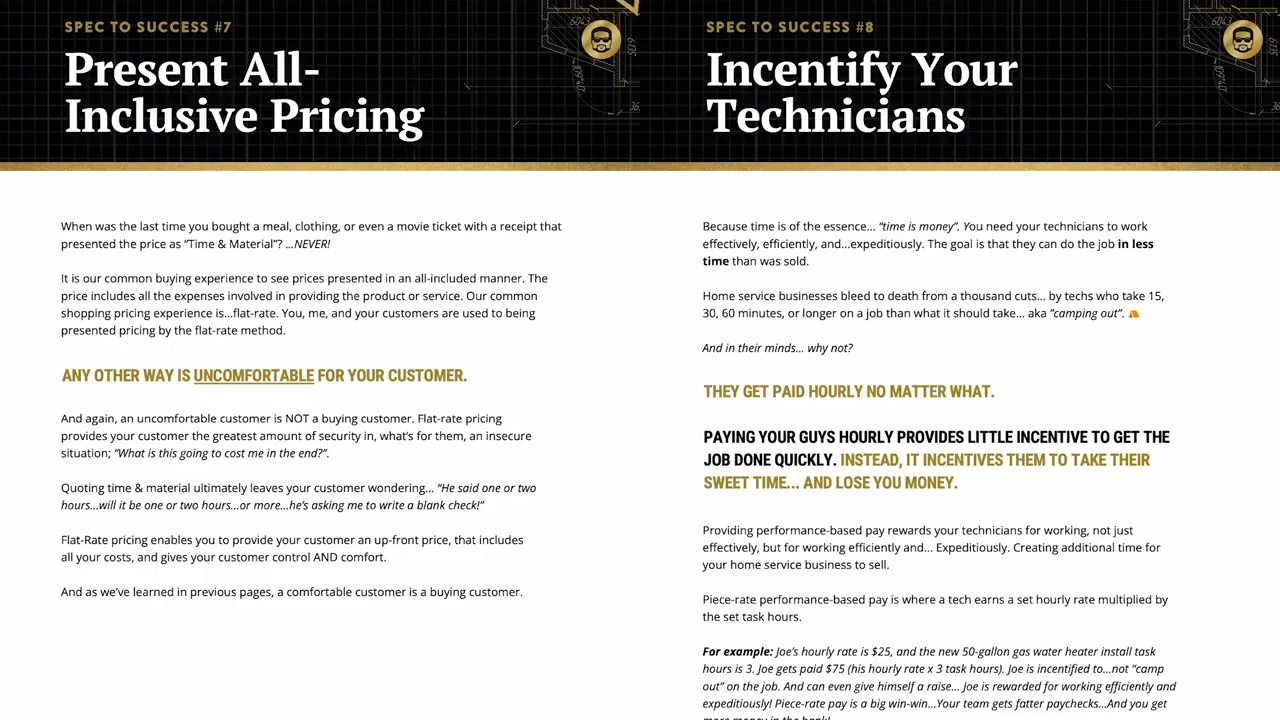 SPEC TO SUCCESS #7
Present All-
Inclusive Pricing
When was the last time you bought a meal, clothing, or even a movie ticket with a receipt that
presented the price as “Time & Material”? ...NEVER!
It is our common buying experience to see prices presented in an all-included manner. The
price includes all the expenses involved in providing the product or service. Our common
shopping pricing experience is...flat-rate. You, me, and your customers are used to being
presented pricing by the flat-rate method.
ANY OTHER WAY IS UNCOMFORTABLE FOR YOUR CUSTOMER.
And again, an uncomfortable customer is NOT a buying customer. Flat-rate pricing
provides your customer the greatest amount of security in, what’s for them, an insecure
situation; “What is this going to cost me in the end?”.
Quoting time & material ultimately leaves your customer wondering... “He said one or two
hours...will it be one or two hours...or more...he’s asking me to write a blank check!”
Flat-Rate pricing enables you to provide your customer an up-front price, that includes
all your costs, and gives your customer control AND comfort.
And as we’ve learned in previous pages, a comfortable customer is a buying customer.
SPEC TO SUCCESS #8
Incentify Your
Technicians
Because time is of the essence... “time is money”. You need your technicians to work
effectively, efficiently, and...expeditiously. The goal is that they can do the job in less
time than was sold.
Home service businesses bleed to death from a thousand cuts... by techs who take 15,
30, 60 minutes, or longer on a job than what it should take... aka “camping out”.
And in their minds... why not?
THEY GET PAID HOURLY NO MATTER WHAT.
PAYING YOUR GUYS HOURLY PROVIDES LITTLE INCENTIVE TO GET THE
JOB DONE QUICKLY. INSTEAD, IT INCENTIVES THEM TO TAKE THEIR
SWEET TIME... AND LOSE YOU MONEY.
Providing performance-based pay rewards your technicians for working, not just
effectively, but for working efficiently and... Expeditiously. Creating additional time for
your home service business to sell.
Piece-rate performance-based pay is where a tech earns a set hourly rate multiplied by
the set task hours.
For example: Joe’s hourly rate is $25, and the new 50-gallon gas water heater install task
hours is 3. Joe gets paid $75 (his hourly rate x 3 task hours). Joe is incentified to...not “camp
out” on the job. And can even give himself a raise... Joe is rewarded for working efficiently and
expeditiously! Piece-rate pay is a big win-win...Your team gets fatter paychecks...And you get
more money in the bank!